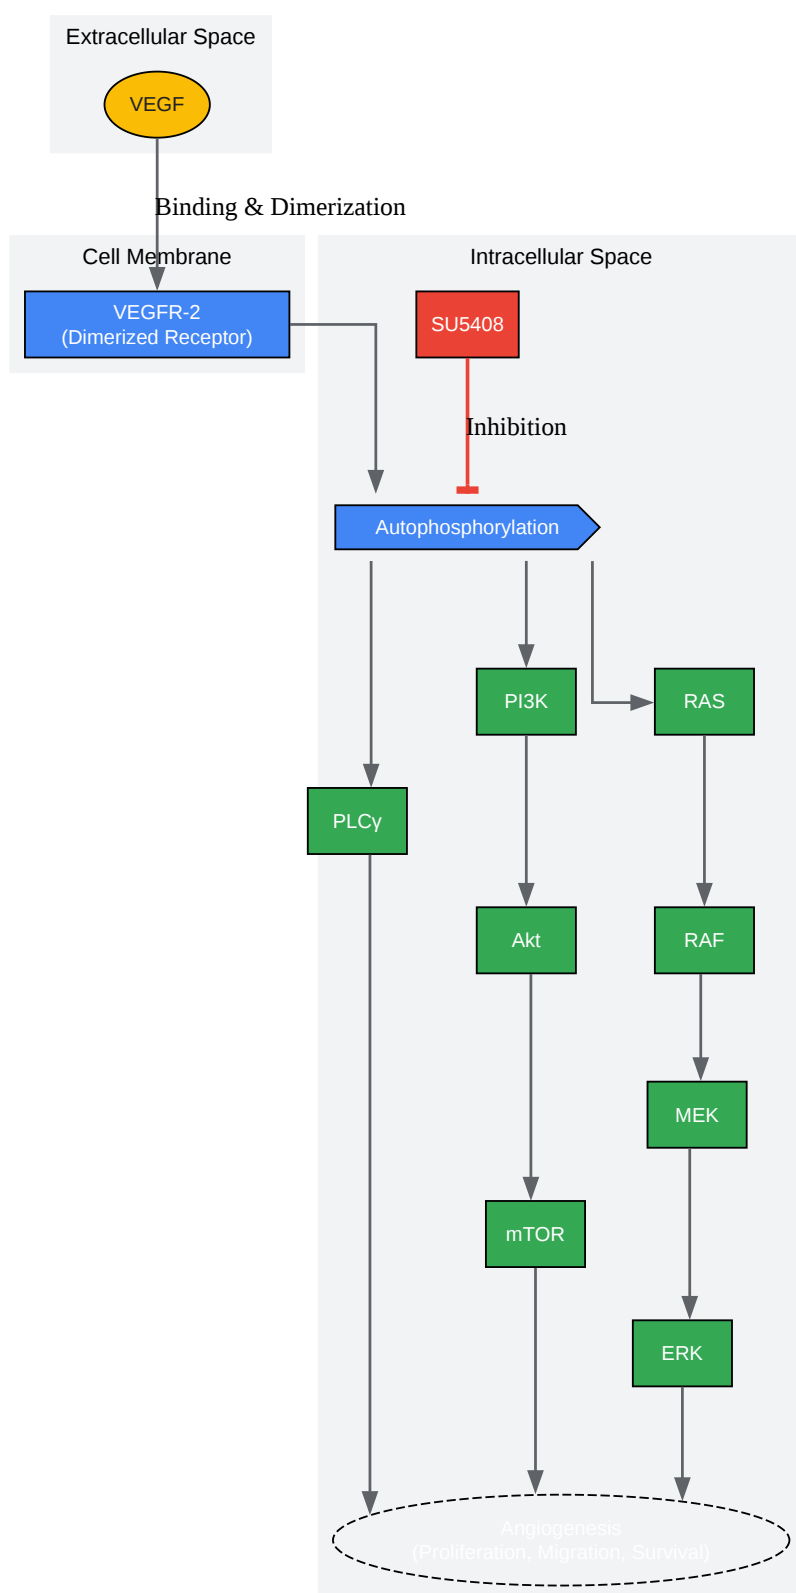 Extracellular Space
VEGF
Binding & Dimerization
Cell Membrane
Intracellular Space
VEGFR-2
(Dimerized Receptor)
SU5408
Inhibition
Autophosphorylation
PI3K
RAS
PLCγ
Akt
RAF
MEK
mTOR
ERK
Angiogenesis
(Proliferation, Migration, Survival)